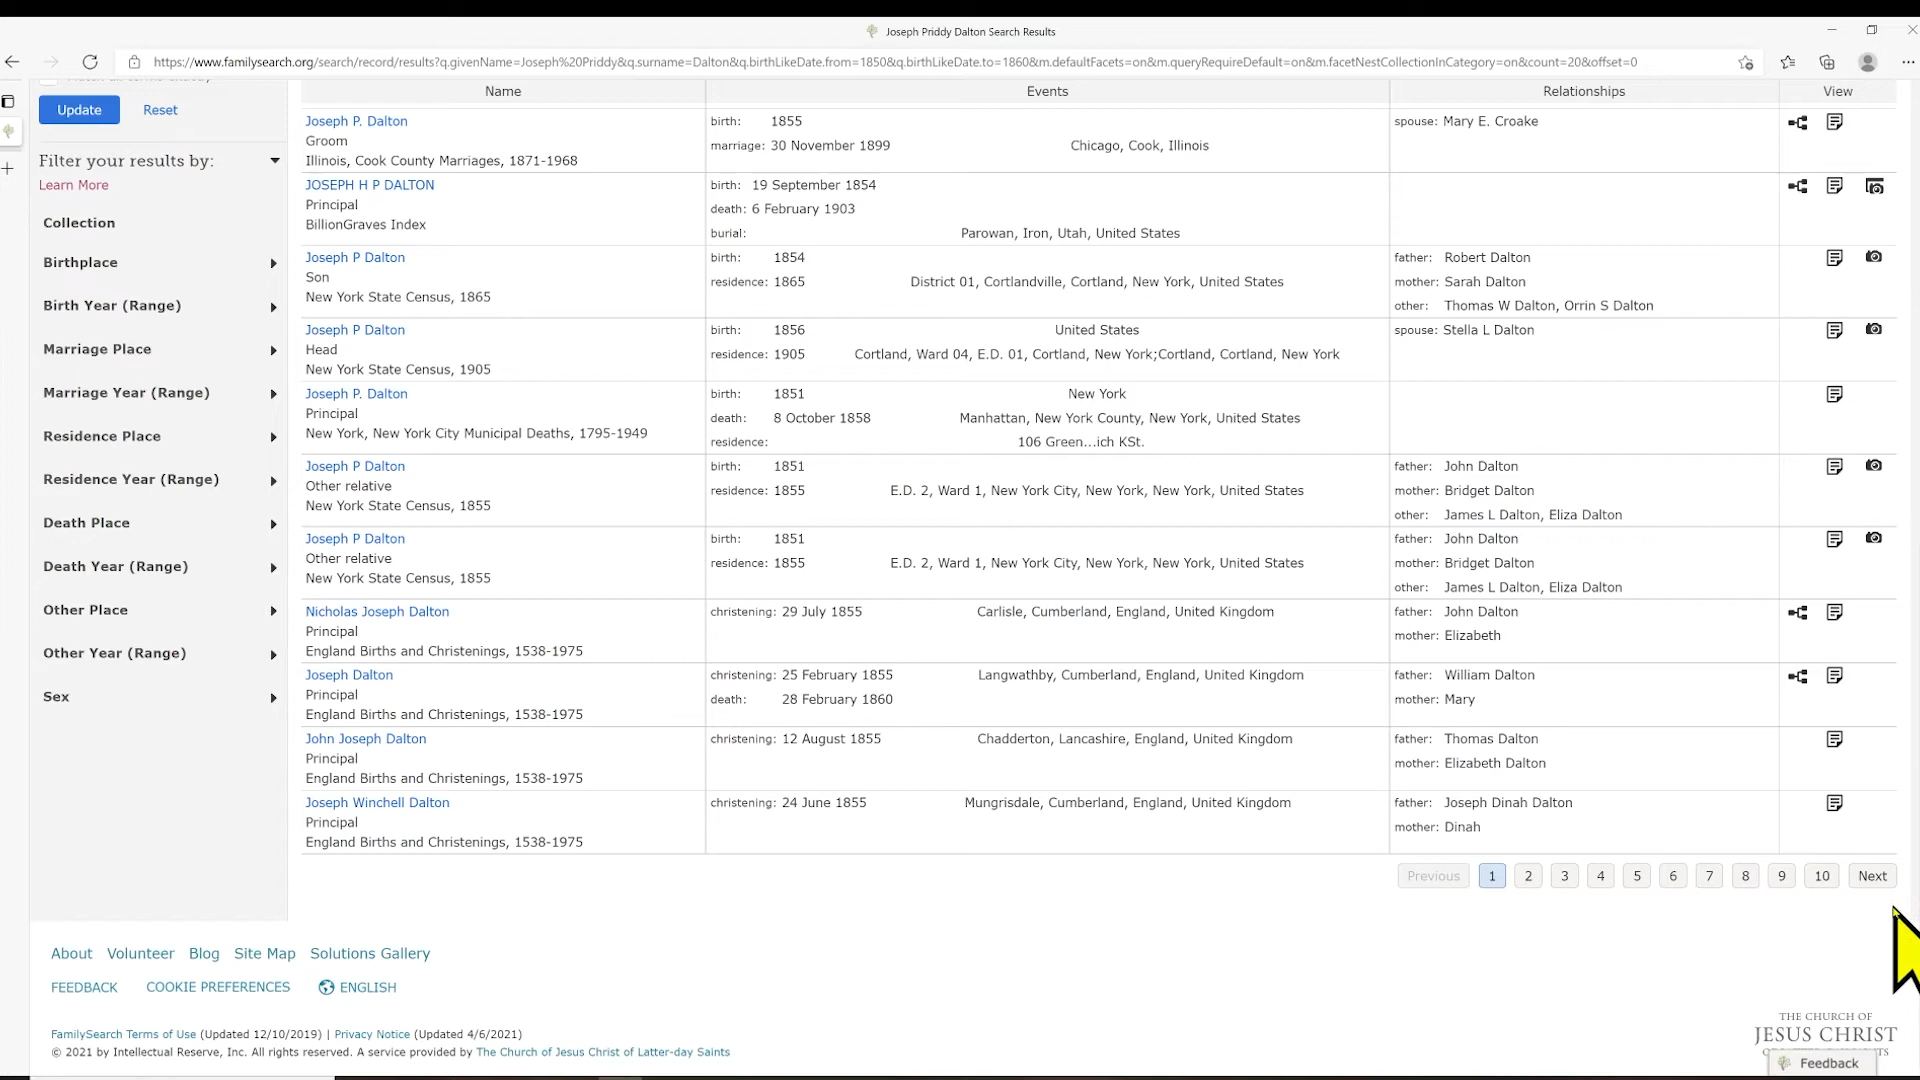 Joseph Priddy Dalton Search Results
https://www.familysearch.org/search/record/results?q.givenName=Joseph%20Priddy&q.surname=Dalton&q.birthLikeDate.from=1850&q.birthLikeDate.to=1860&m.defaultFacets=on&m.queryRequireDefault=on&m.facetNestCollectionInCategory=on&count=20&offset=0
Update Reset
Filter your results by:
Learn More
Collection
Birthplace
Birth Year (Range)
Marriage Place
Marriage Year (Range)
Residence Place
Residence Year (Range)
Death Place
Death Year (Range)
Other Place
Other Year (Range)
Sex
Name Events Relationships View
Joseph P. Dalton birth: 1855 spouse: Mary E. Croake
Groom marriage: 30 November 1899 Chicago, Cook, Illinois
Illinois, Cook County Marriages, 1871-1968
JOSEPH H P DALTON birth: 19 September 1854
Principal death: 6 February 1903
BillionGraves Index burial: Parowan, Iron, Utah, United States
Joseph P Dalton birth: 1854 father: Robert Dalton
Son residence: 1865 District 01, Cortlandville, Cortland, New York, United States mother: Sarah Dalton
New York State Census, 1865 other: Thomas W Dalton, Orrin S Dalton
Joseph P Dalton birth: 1856 United States spouse: Stella L Dalton
Head residence: 1905 Cortland, Ward 04, E.D. 01, Cortland, New York;Cortland, Cortland, New York
New York State Census, 1905
Joseph P. Dalton birth: 1851 New York
Principal death: 8 October 1858 Manhattan, New York County, New York, United States
New York, New York City Municipal Deaths, 1795-1949 residence: 106 Green...ich KSt.
Joseph P Dalton birth: 1851 father: John Dalton
Other relative residence: 1855 E.D. 2, Ward 1, New York City, New York, New York, United States mother: Bridget Dalton
New York State Census, 1855 other: James L Dalton, Eliza Dalton
Joseph P Dalton birth: 1851 father: John Dalton
Other relative residence: 1855 E.D. 2, Ward 1, New York City, New York, New York, United States mother: Bridget Dalton
New York State Census, 1855 other: James L Dalton, Eliza Dalton
Nicholas Joseph Dalton christening: 29 July 1855 Carlisle, Cumberland, England, United Kingdom father: John Dalton
Principal mother: Elizabeth
England Births and Christenings, 1538-1975
Joseph Dalton christening: 25 February 1855 Langwathby, Cumberland, England, United Kingdom father: William Dalton
Principal death: 28 February 1860 mother: Mary
England Births and Christenings, 1538-1975
John Joseph Dalton christening: 12 August 1855 Chadderton, Lancashire, England, United Kingdom father: Thomas Dalton
Principal mother: Elizabeth Dalton
England Births and Christenings, 1538-1975
Joseph Winchell Dalton christening: 24 June 1855 Mungrisdale, Cumberland, England, United Kingdom father: Joseph Dinah Dalton
Principal mother: Dinah
England Births and Christenings, 1538-1975
Previous 1 2 3 4 5 6 7 8 9 10 Next
About Volunteer Blog Site Map Solutions Gallery
FEEDBACK COOKIE PREFERENCES ENGLISH
FamilySearch Terms of Use (Updated 12/10/2019) | Privacy Notice (Updated 4/6/2021)
© 2021 by Intellectual Reserve, Inc. All rights reserved. A service provided by The Church of Jesus Christ of Latter-day Saints
THE CHURCH OF
JESUS CHRIST
Feedback